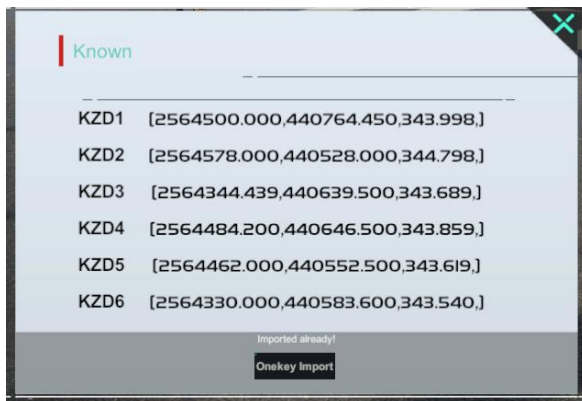 Known
KZD1 (2564500.000,440764.450,343.998,)
KZD2 (2564578.000,440528.000,344.798,)
KZD3 (2564344.439,440639.500,343.689,)
KZD4 (2564484.200,440646.500,343.859,)
KZD5 (2564462.000,440552.500,343.619,)
KZD6 (2564330.000,440583.600,343.540,)
Imported already!
Onekey Import